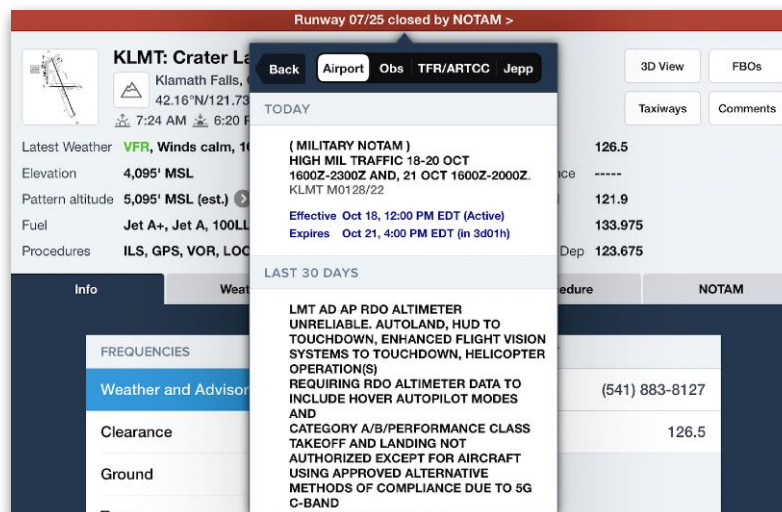 Runway 07/25 closed by NOTAM >
KLMT: Crater La
Klamath Falls,
42.16°N/121.73
7:24 AM 6:20
Latest Weather VFR, Winds calm, 10
Elevation 4,095' MSL
Pattern altitude 5,095' MSL (est.)
Fuel Jet A+, Jet A, 100LL
Procedures ILS, GPS, VOR, LOC
Back Airport Obs TFR/ARTCC Jepp
TODAY
( MILITARY NOTAM )
HIGH MIL TRAFFIC 18-20 OCT
1600Z-2300Z AND, 21 OCT 1600Z-2000Z.
KLMT M0128/22
Effective Oct 18, 12:00 PM EDT (Active)
Expires Oct 21, 4:00 PM EDT (in 3d01h)
LAST 30 DAYS
LMT AD AP RDO ALTIMETER
UNRELIABLE. AUTOLAND, HUD TO
TOUCHDOWN, ENHANCED FLIGHT VISION
SYSTEMS TO TOUCHDOWN, HELICOPTER
OPERATION(S)
REQUIRING RDO ALTIMETER DATA TO
INCLUDE HOVER AUTOPILOT MODES
AND
CATEGORY A/B/PERFORMANCE CLASS
TAKEOFF AND LANDING NOT
AUTHORIZED EXCEPT FOR AIRCRAFT
USING APPROVED ALTERNATIVE
METHODS OF COMPLIANCE DUE TO 5G
C-BAND
3D View FBOs
Taxiways Comments
126.5
nce -----
121.9
133.975
Dep 123.675
Info Weat edure NOTAM
FREQUENCIES
Weather and Advisor (541) 883-8127
Clearance 126.5
Ground